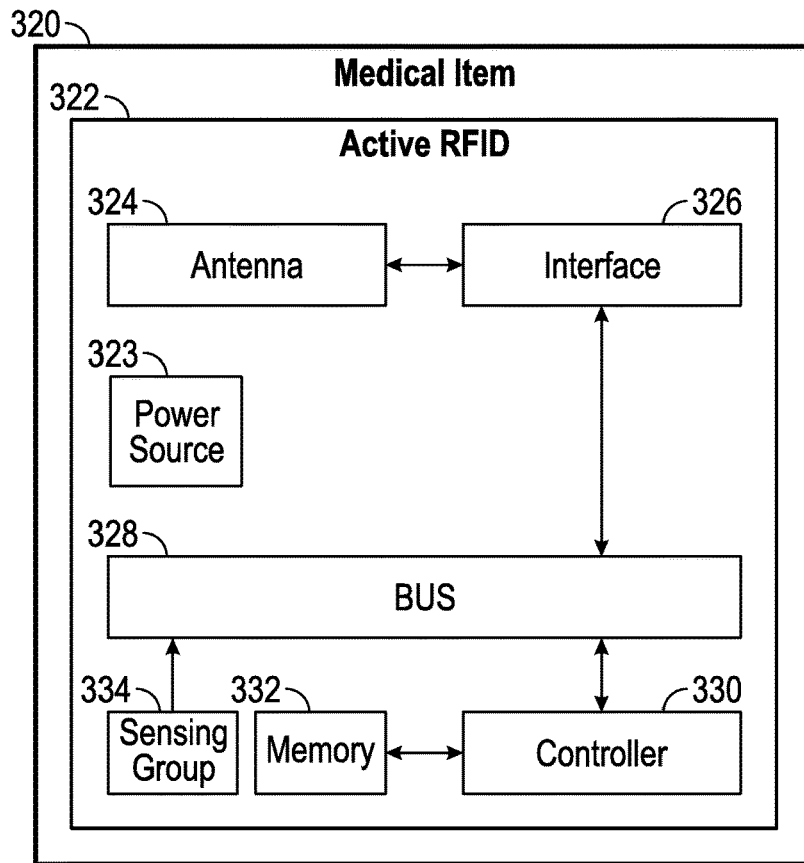 320
Medical Item
322
Active RFID
324
326
Antenna
Interface
323
Power
Source
328
BUS
334
332
330
Sensing
Group
Memory
Controller